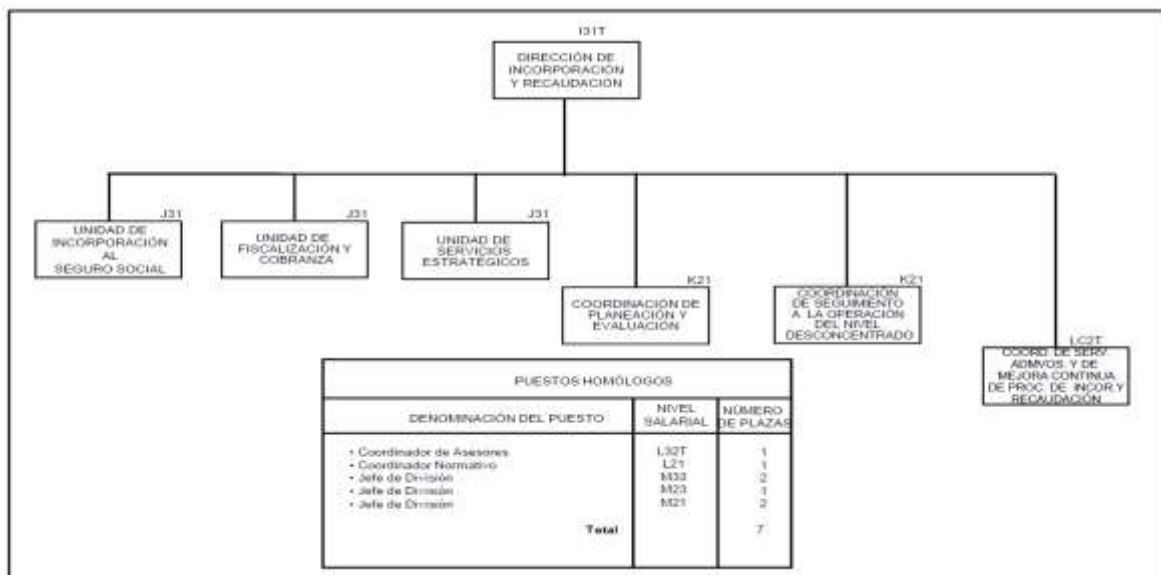 I31T
DIRECCIÓN DE
INCORPORACIÓN
Y RECAUDACIÓN
J31
UNIDAD DE
INCORPORACIÓN
AL
SEGURO SOCIAL
J31
UNIDAD DE
FISCALIZACIÓN Y
COBRANZA
J31
UNIDAD DE
SERVICIOS
ESTRATÉGICOS
K21
COORDINACIÓN DE
PLANEACIÓN Y
EVALUACIÓN
K21
COORDINACIÓN
DE SEGUIMIENTO
A LA OPERACIÓN
DEL NIVEL
DESCONCENTRADO
LC2T
COORD. DE SERV.
ADMVOS. Y DE
MEJORA CONTINUA
DE PROC. DE INCOR.Y
RECAUDACIÓN
PUESTOS HOMÓLOGOS
DENOMINACIÓN DEL PUESTO NIVEL SALARIAL NÚMERO DE PLAZAS
• Coordinador de Asesores L32T 1
• Coordinador Normativo L21 1
• Jefe de División M33 2
• Jefe de División M23 1
• Jefe de División M21 2
Total 7